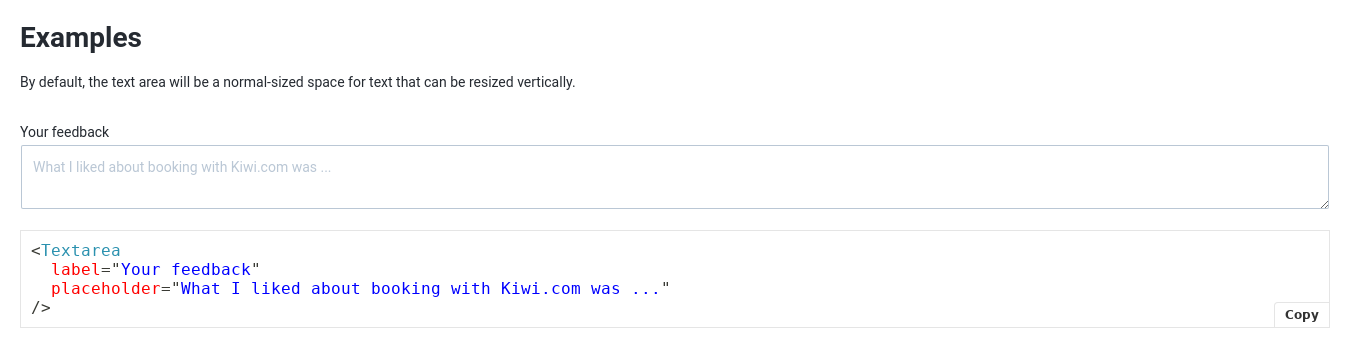 Examples
By default, the text area will be a normal-sized space for text that can be resized vertically.
Your feedback
What I liked about booking with Kiwi.com was ...
<Textarea
  label="Your feedback"
  placeholder="What I liked about booking with Kiwi.com was ..."
/>
Copy